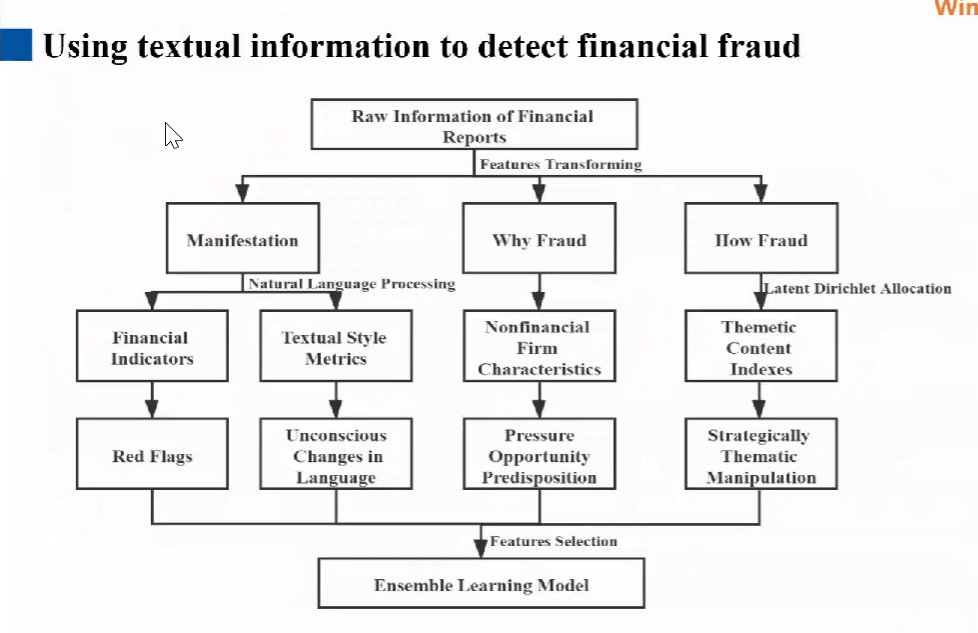 Win
Using textual information to detect financial fraud
Raw Information of Financial
Reports
Features Transforming
Manifestation
Why Fraud
How Fraud
Natural Language Processing
Latent Dirichlet Allocation
Financial
Indicators
Textual Style
Metrics
Nonfinancial
Firm
Characteristics
Themetic
Content
Indexes
Red Flags
Unconscious
Changes in
Language
Pressure
Opportunity
Predisposition
Strategically
Thematic
Manipulation
Features Selection
Ensemble Learning Model